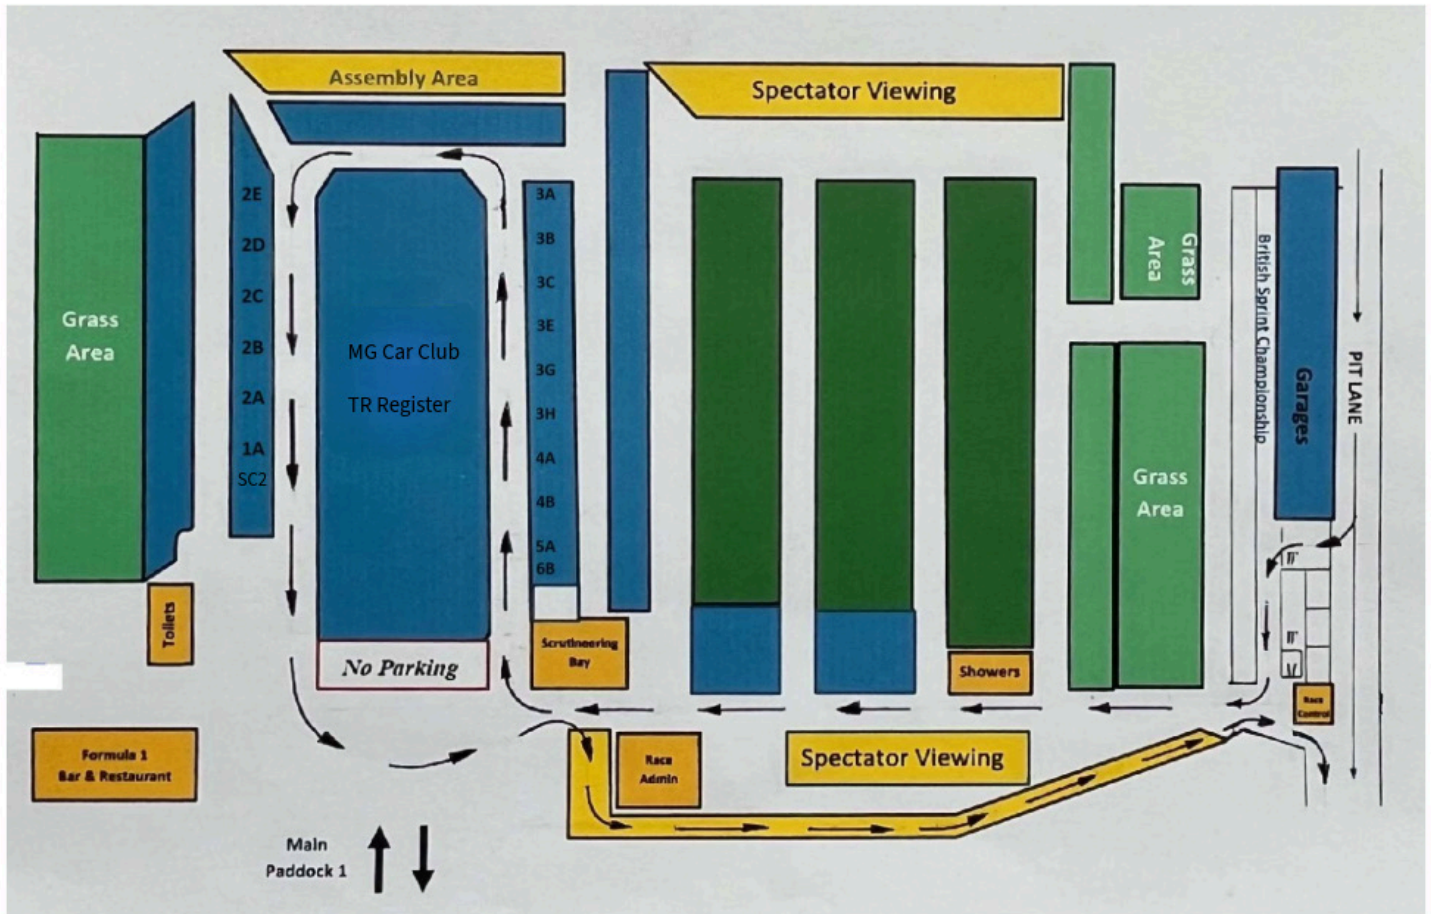 Assembly Area
Spectator Viewing
2E
2D
2C
2B
2A
1A
SC2
3A
3B
3C
3E
3G
3H
4A
4B
5A
6B
Grass
Area
MG Car Club
TR Register
Grass
Area
Grass
Area
British Sprint Championship
Garages
PIT LANE
Toilets
No Parking
Scrutineering
Bay
Showers
Race
Control
Formula 1
Bar & Restaurant
Race
Admin
Spectator Viewing
Main
Paddock 1